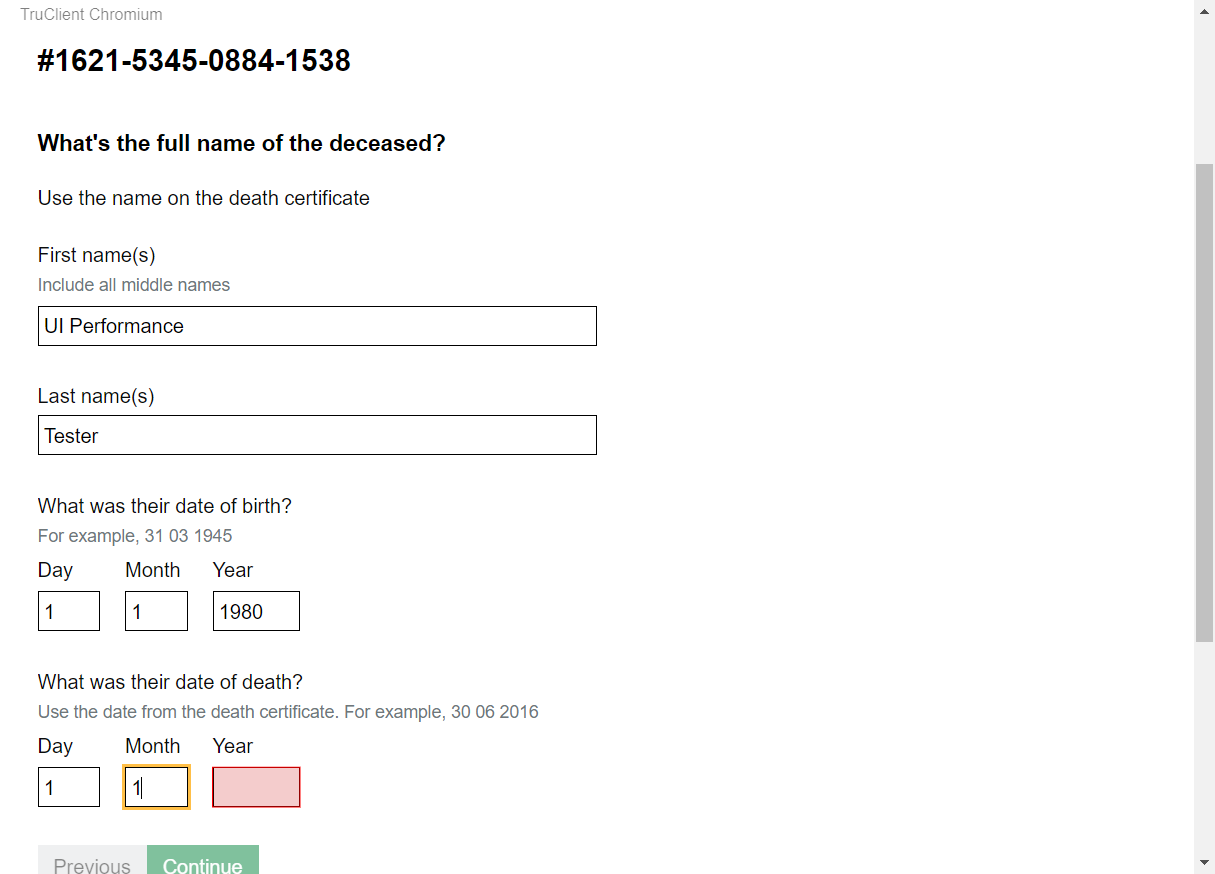 TruClient Chromium
#1621-5345-0884-1538
What's the full name of the deceased?
Use the name on the death certificate
First name(s)
Include all middle names
UI Performance
Last name(s)
Tester
What was their date of birth?
For example, 31 03 1945
Day Month Year
1 1 1980
What was their date of death?
Use the date from the death certificate. For example, 30 06 2016
Day Month Year
1 1
Previous Continue